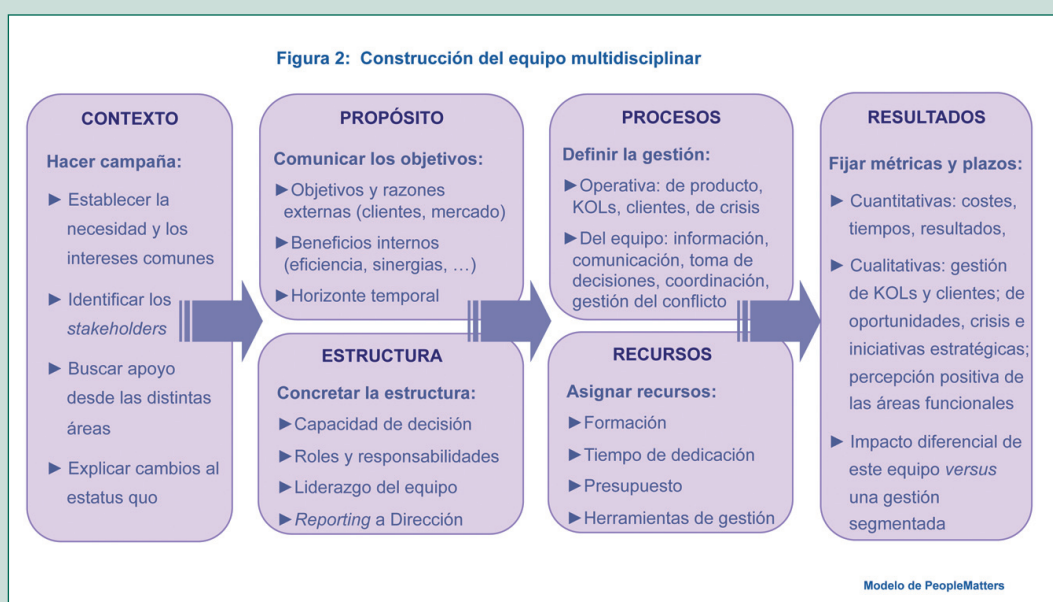 Figura 2: Construcción del equipo multidisciplinar
CONTEXTO
Hacer campaña:
► Establecer la
necesidad y los
intereses comunes
► Identificar los
stakeholders
► Buscar apoyo
desde las distintas
áreas
► Explicar cambios al
estatus quo
PROPÓSITO
Comunicar los objetivos:
► Objetivos y razones
externas (clientes, mercado)
► Beneficios internos
(eficiencia, sinergias, …)
► Horizonte temporal
ESTRUCTURA
Concretar la estructura:
► Capacidad de decisión
► Roles y responsabilidades
► Liderazgo del equipo
► Reporting a Dirección
PROCESOS
Definir la gestión:
► Operativa: de producto,
KOLs, clientes, de crisis
► Del equipo: información,
comunicación, toma de
decisiones, coordinación,
gestión del conflicto
RECURSOS
Asignar recursos:
► Formación
► Tiempo de dedicación
► Presupuesto
► Herramientas de gestión
RESULTADOS
Fijar métricas y plazos:
► Cuantitativas: costes,
tiempos, resultados,
► Cualitativas: gestión
de KOLs y clientes; de
oportunidades, crisis e
iniciativas estratégicas;
percepción positiva de
las áreas funcionales
► Impacto diferencial de
este equipo versus
una gestión
segmentada
Modelo de PeopleMatters